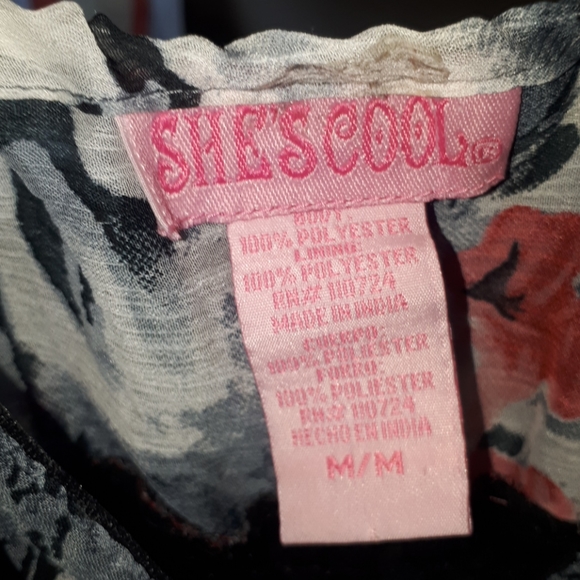 SHE'S COOL ®
BODY:
100% POLYESTER
LINING:
100% POLYESTER
RN# 110724
MADE IN INDIA
CUERPO:
100% POLIESTER
FORRO:
100% POLIESTER
RN# 110724
HECHO EN INDIA
M/M